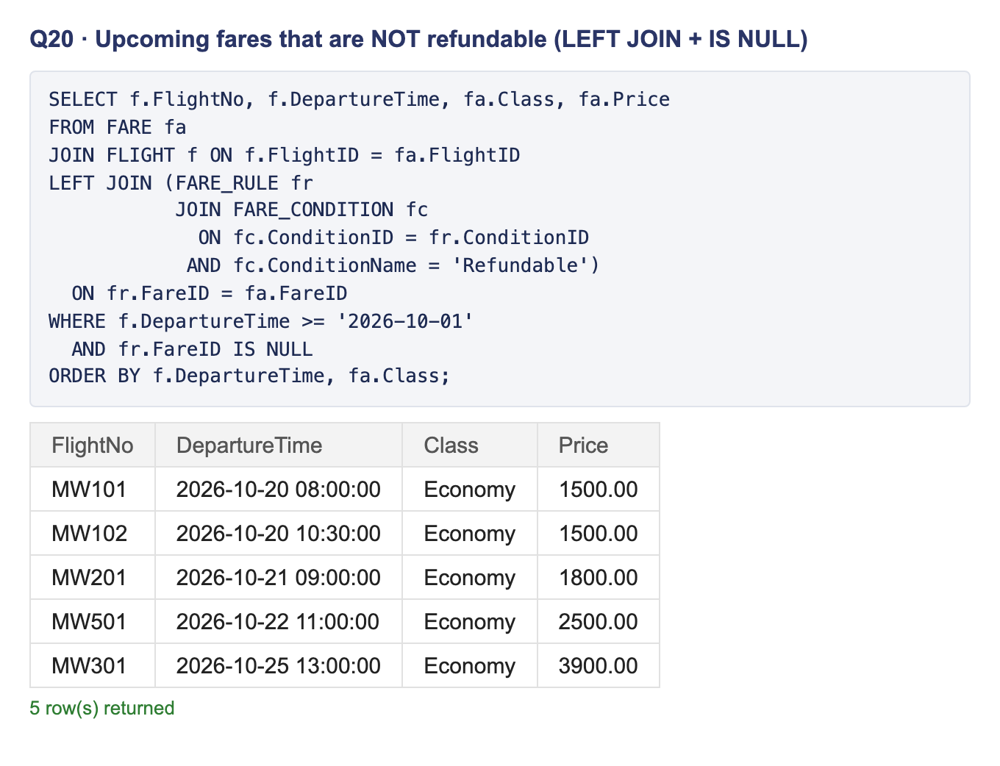 Q20 · Upcoming fares that are NOT refundable (LEFT JOIN + IS NULL)
SELECT f.FlightNo, f.DepartureTime, fa.Class, fa.Price
FROM FARE fa
JOIN FLIGHT f ON f.FlightID = fa.FlightID
LEFT JOIN (FARE_RULE fr
           JOIN FARE_CONDITION fc
             ON fc.ConditionID = fr.ConditionID
            AND fc.ConditionName = 'Refundable')
  ON fr.FareID = fa.FareID
WHERE f.DepartureTime >= '2026-10-01'
  AND fr.FareID IS NULL
ORDER BY f.DepartureTime, fa.Class;
FlightNo DepartureTime Class Price
MW101 2026-10-20 08:00:00 Economy 1500.00
MW102 2026-10-20 10:30:00 Economy 1500.00
MW201 2026-10-21 09:00:00 Economy 1800.00
MW501 2026-10-22 11:00:00 Economy 2500.00
MW301 2026-10-25 13:00:00 Economy 3900.00
5 row(s) returned